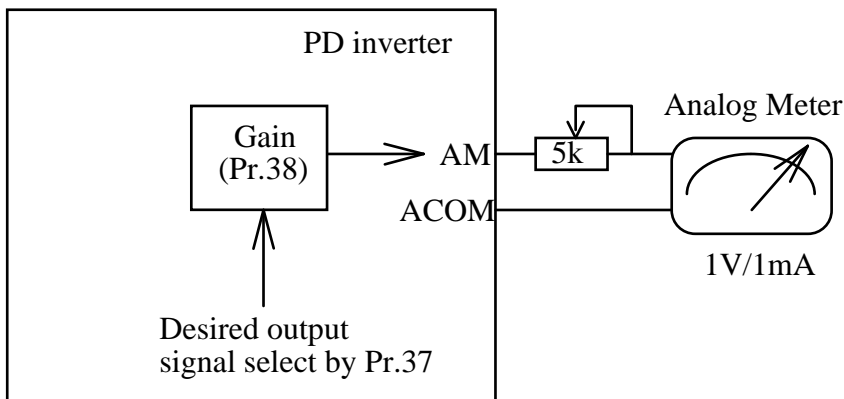 PD inverter
Analog Meter
Gain
(Pr.38)
AM
5k
ACOM
1V/1mA
Desired output
signal select by Pr.37